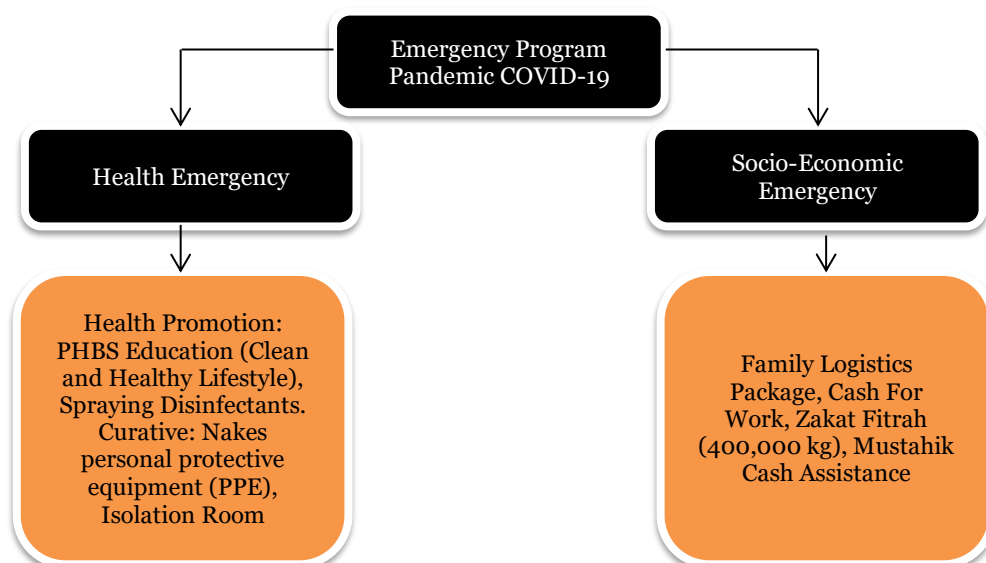 Emergency Program
Pandemic COVID-19
Health Emergency
Socio-Economic
Emergency
Health Promotion:
PHBS Education (Clean
and Healthy Lifestyle),
Spraying Disinfectants.
Curative: Nakes
personal protective
equipment (PPE),
Isolation Room
Family Logistics
Package, Cash For
Work, Zakat Fitrah
(400,000 kg), Mustahik
Cash Assistance